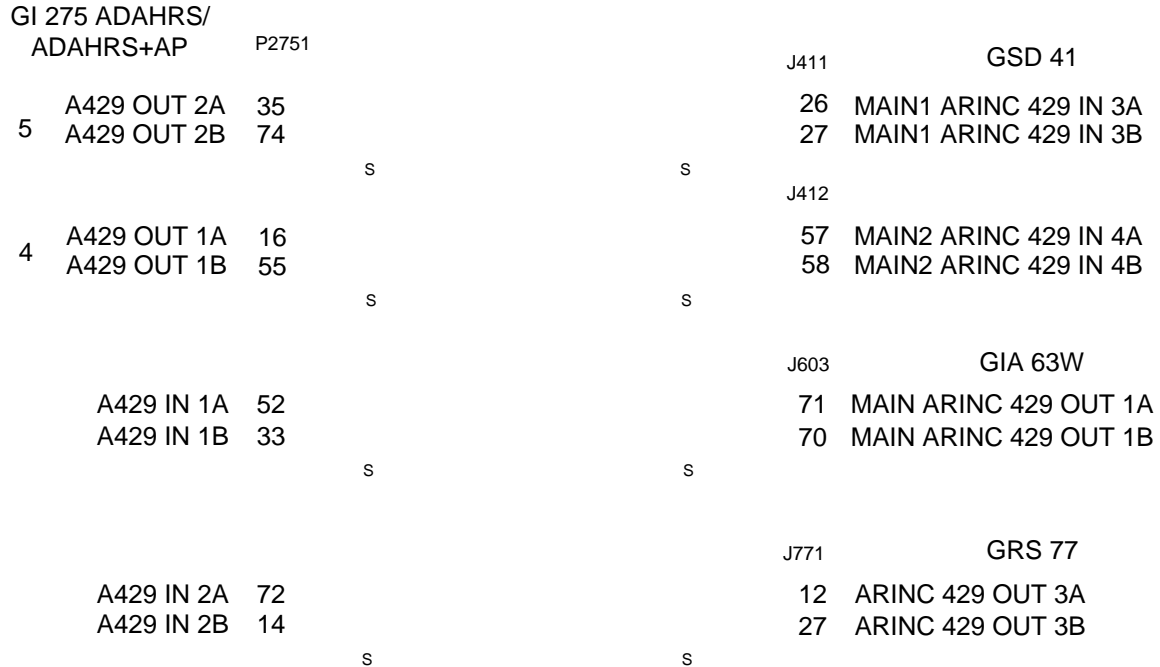 GI 275 ADAHRS/
ADAHRS+AP P2751
J411 GSD 41
A429 OUT 2A 35 26 MAIN1 ARINC 429 IN 3A
5 A429 OUT 2B 74 27 MAIN1 ARINC 429 IN 3B
S S
J412
A429 OUT 1A 16 57 MAIN2 ARINC 429 IN 4A
4 A429 OUT 1B 55 58 MAIN2 ARINC 429 IN 4B
S S
J603 GIA 63W
A429 IN 1A 52 71 MAIN ARINC 429 OUT 1A
A429 IN 1B 33 70 MAIN ARINC 429 OUT 1B
S S
J771 GRS 77
A429 IN 2A 72 12 ARINC 429 OUT 3A
A429 IN 2B 14 27 ARINC 429 OUT 3B
S S